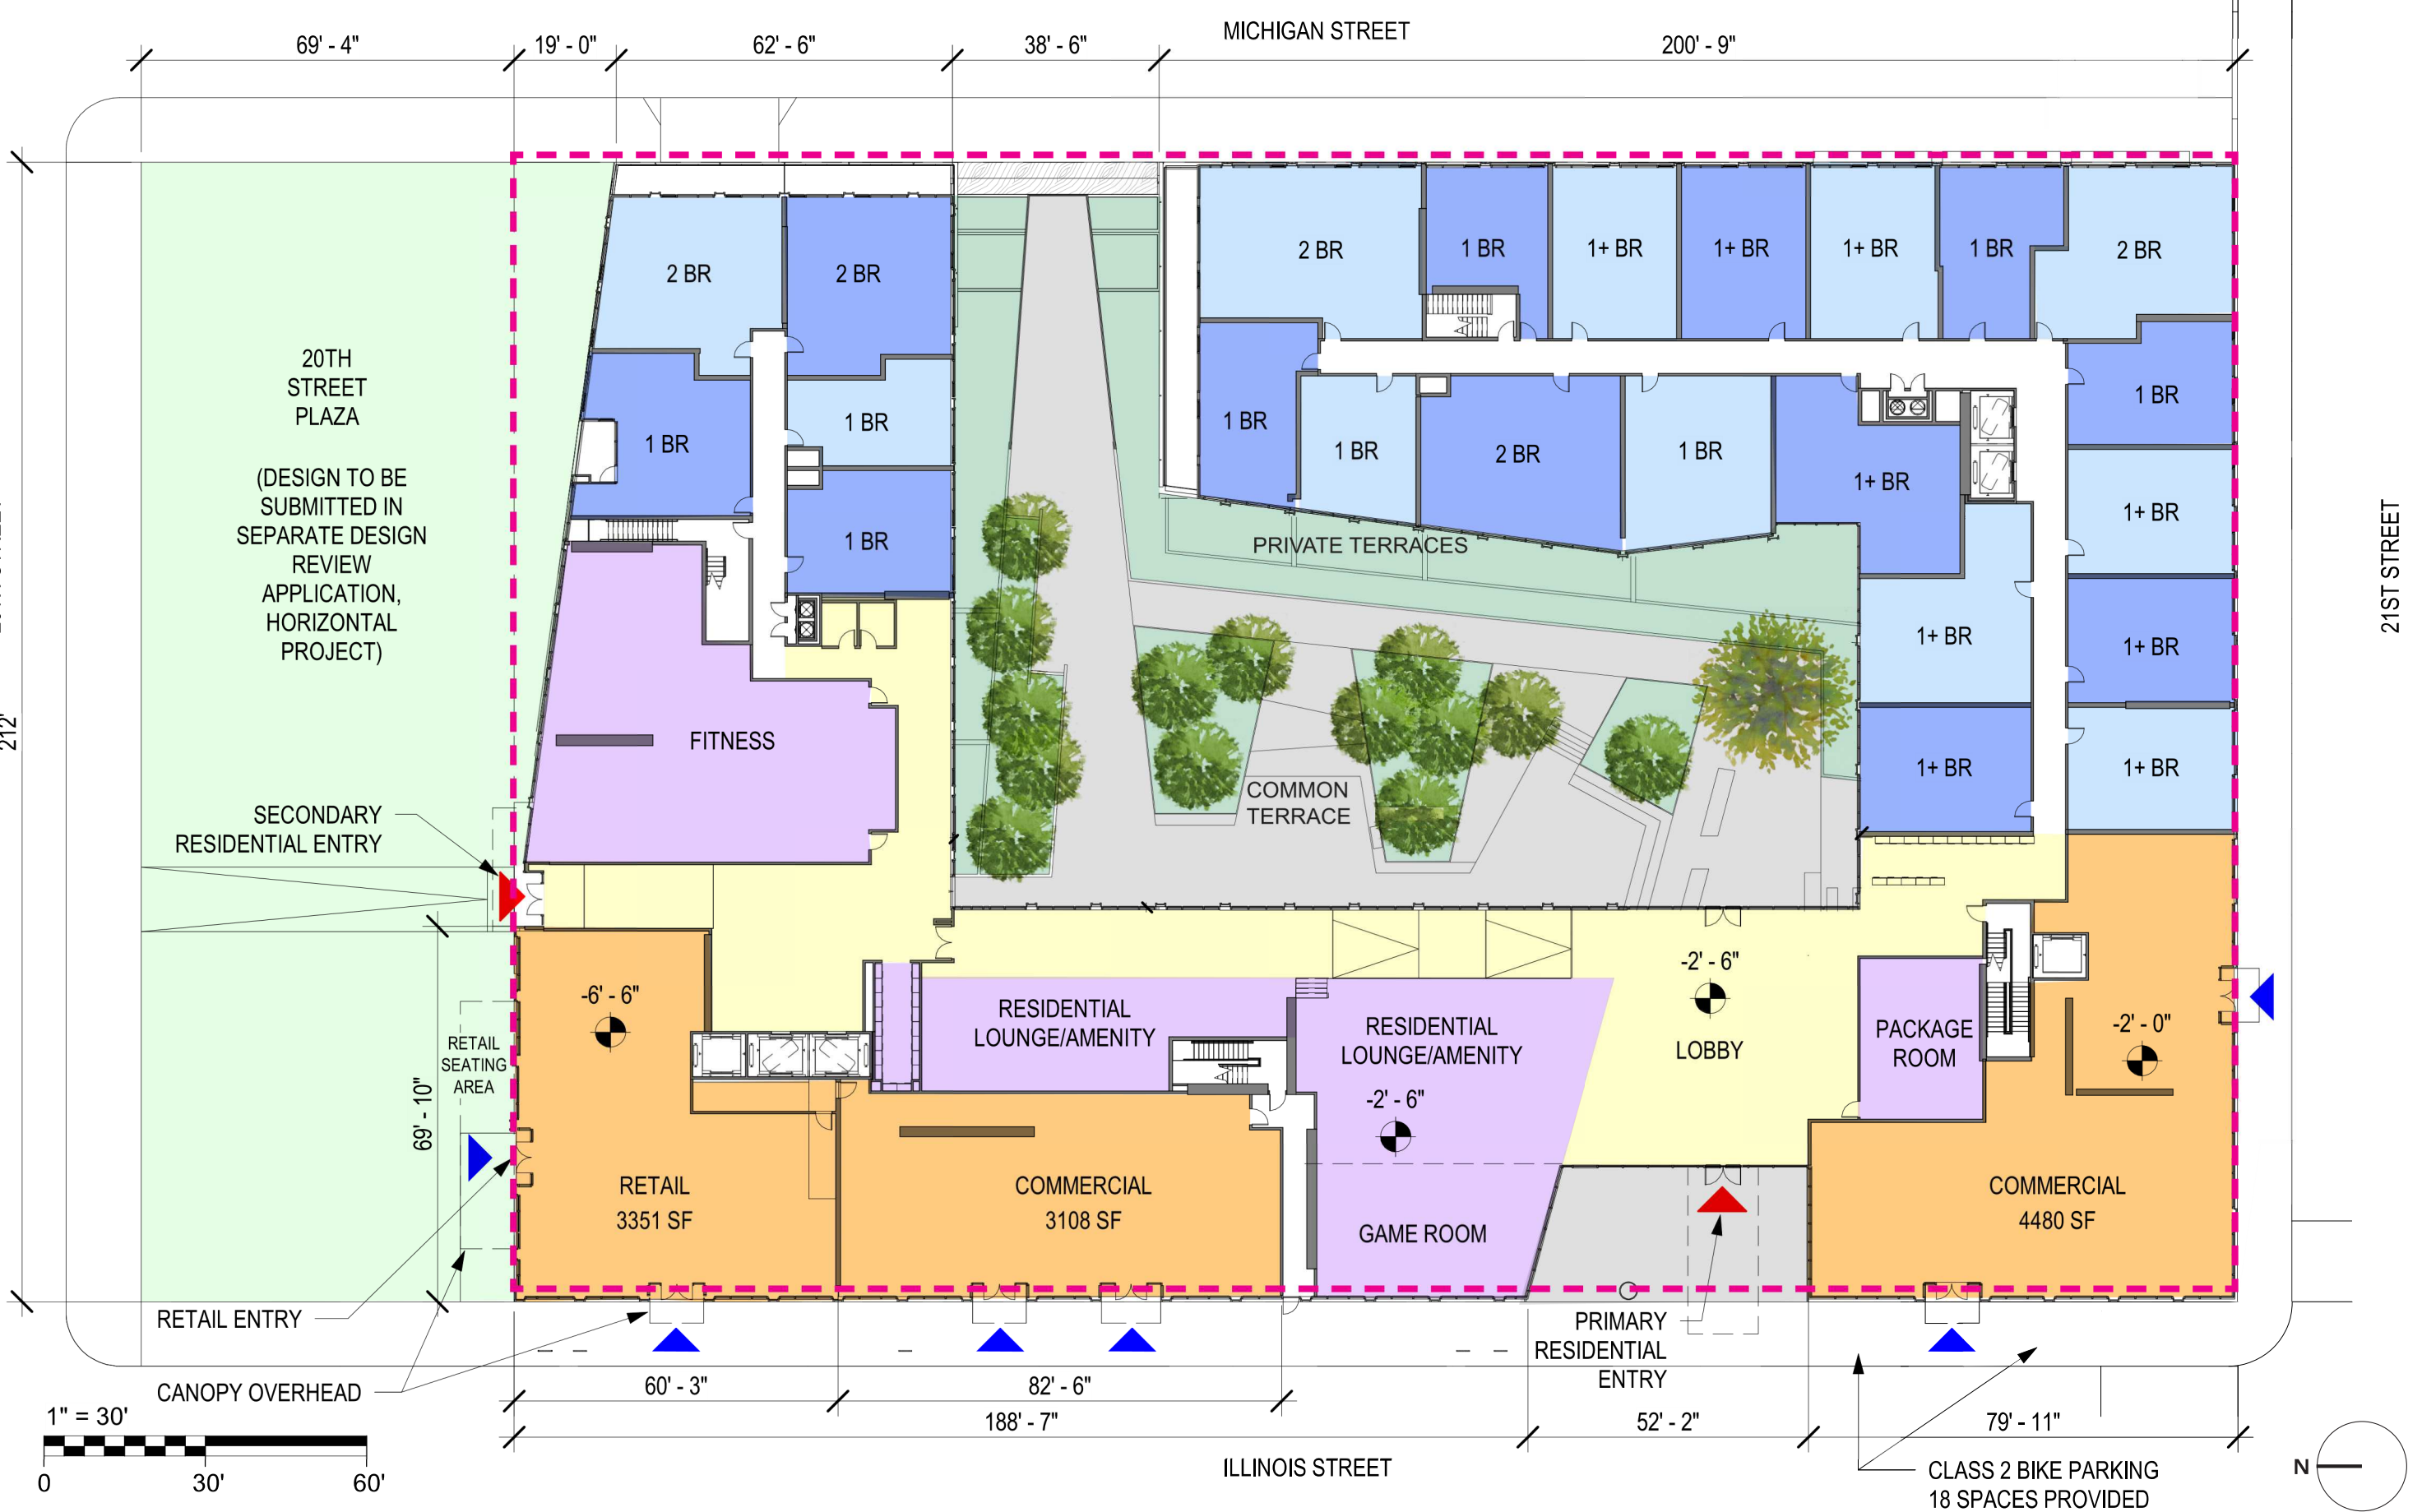 MICHIGAN STREET
69' - 4"
19' - 0"
62' - 6"
38' - 6"
200' - 9"
2 BR
2 BR
2 BR
1 BR
1+ BR
1+ BR
1+ BR
1 BR
2 BR
20TH
STREET
PLAZA
(DESIGN TO BE
SUBMITTED IN
SEPARATE DESIGN
REVIEW
APPLICATION,
HORIZONTAL
PROJECT)
1 BR
1 BR
1 BR
1 BR
1 BR
2 BR
1 BR
1+ BR
1 BR
1+ BR
1+ BR
1+ BR
1+ BR
1+ BR
PRIVATE TERRACES
21ST STREET
212'
FITNESS
COMMON
TERRACE
SECONDARY
RESIDENTIAL ENTRY
-6' - 6"
RETAIL
SEATING
AREA
69' - 10"
RESIDENTIAL
LOUNGE/AMENITY
RESIDENTIAL
LOUNGE/AMENITY
-2' - 6"
-2' - 6"
LOBBY
PACKAGE
ROOM
-2' - 0"
RETAIL
3351 SF
COMMERCIAL
3108 SF
GAME ROOM
COMMERCIAL
4480 SF
RETAIL ENTRY
CANOPY OVERHEAD
PRIMARY
RESIDENTIAL
ENTRY
60' - 3"
82' - 6"
188' - 7"
52' - 2"
79' - 11"
1" = 30'
0
30'
60'
ILLINOIS STREET
CLASS 2 BIKE PARKING
18 SPACES PROVIDED
N